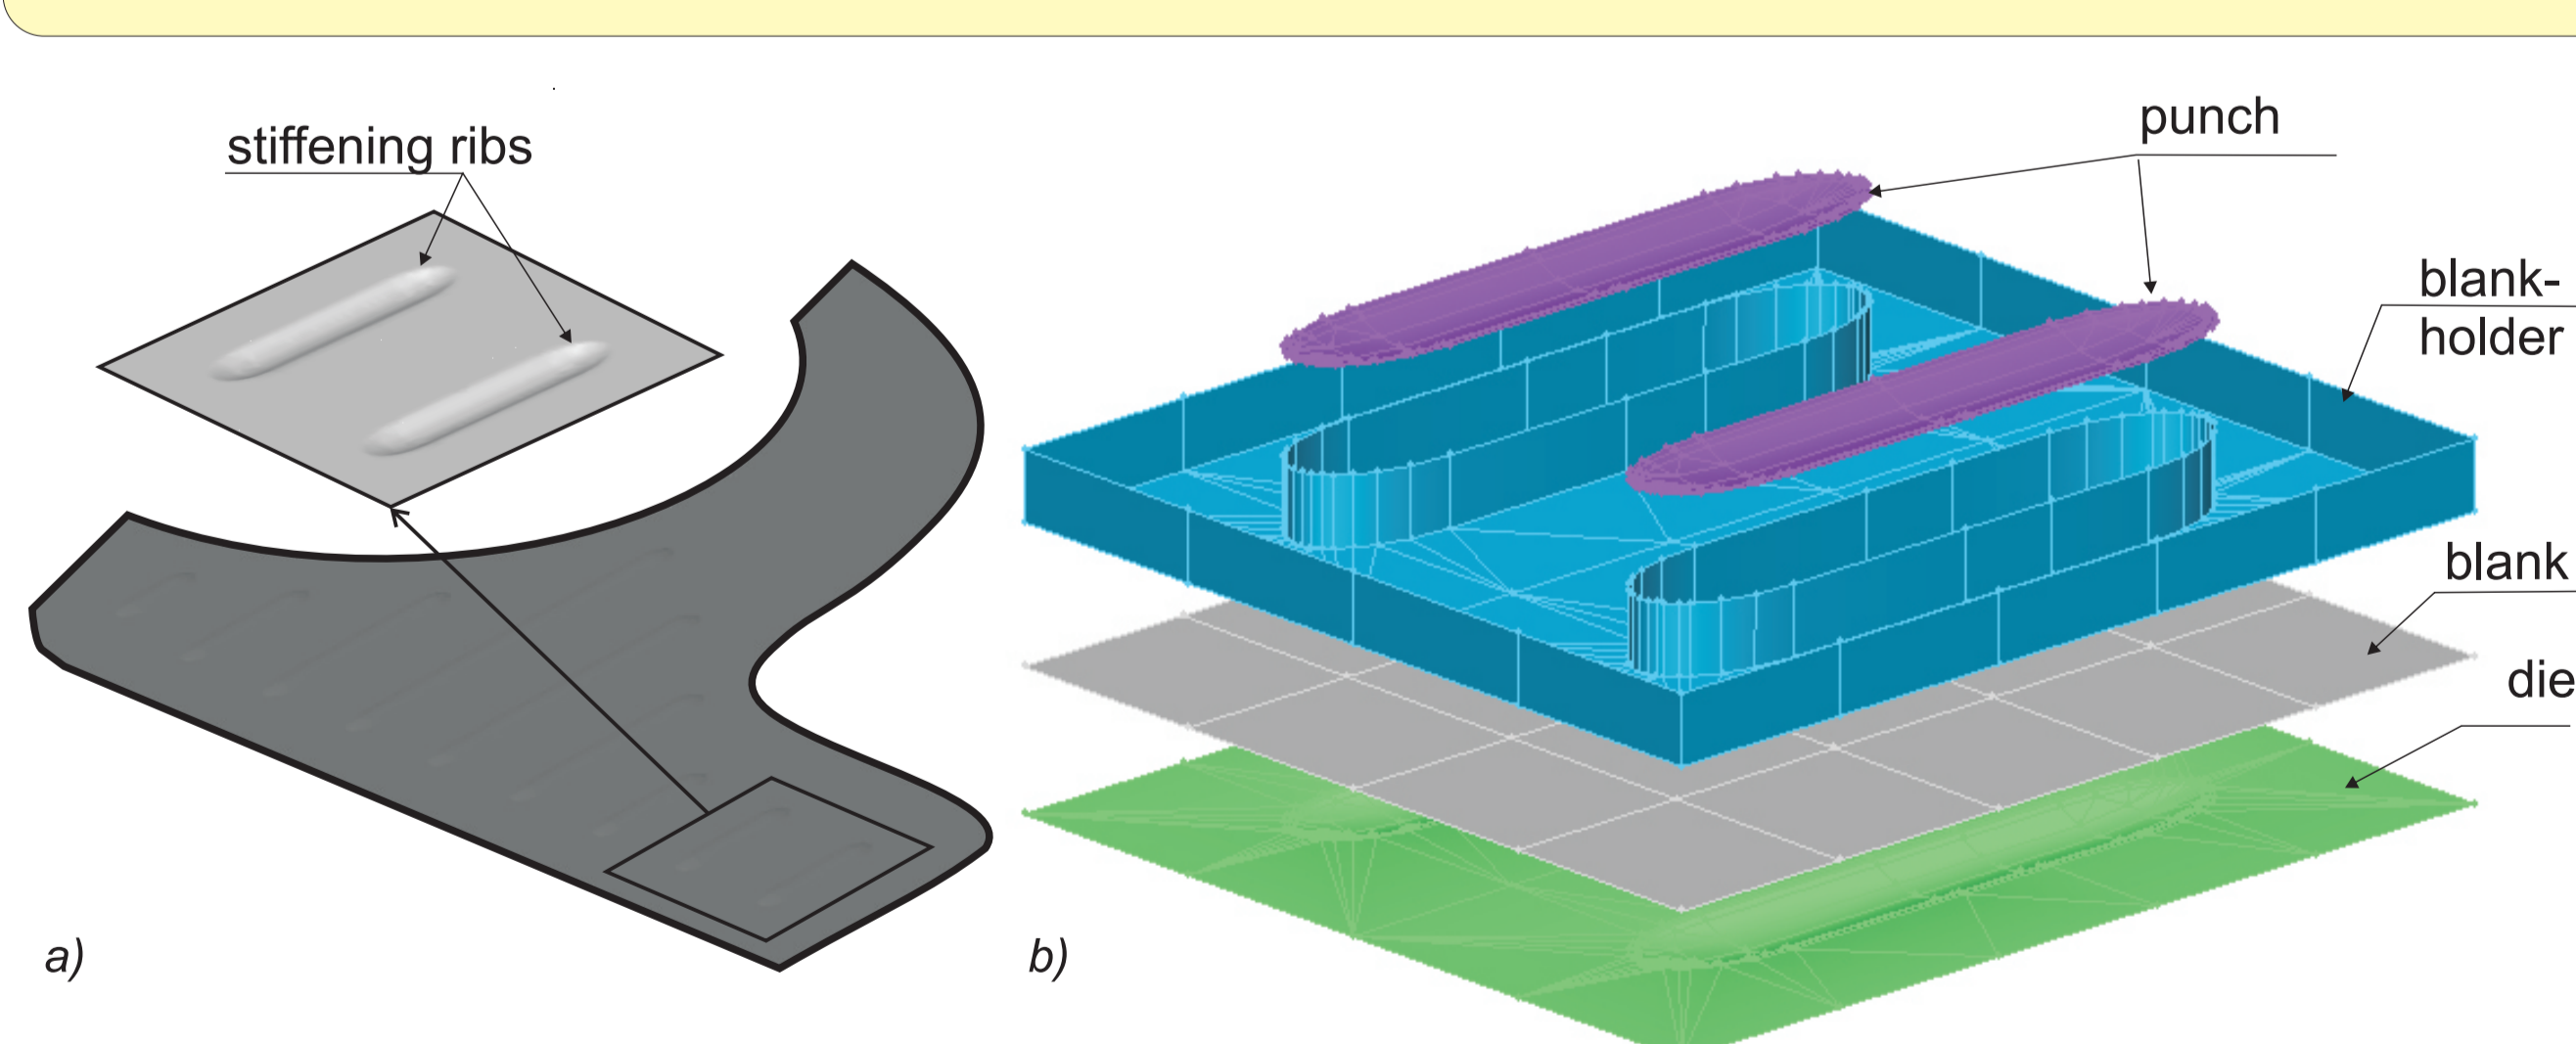 stiffening ribs
punch
blank-
holder
blank
die
a)
b)